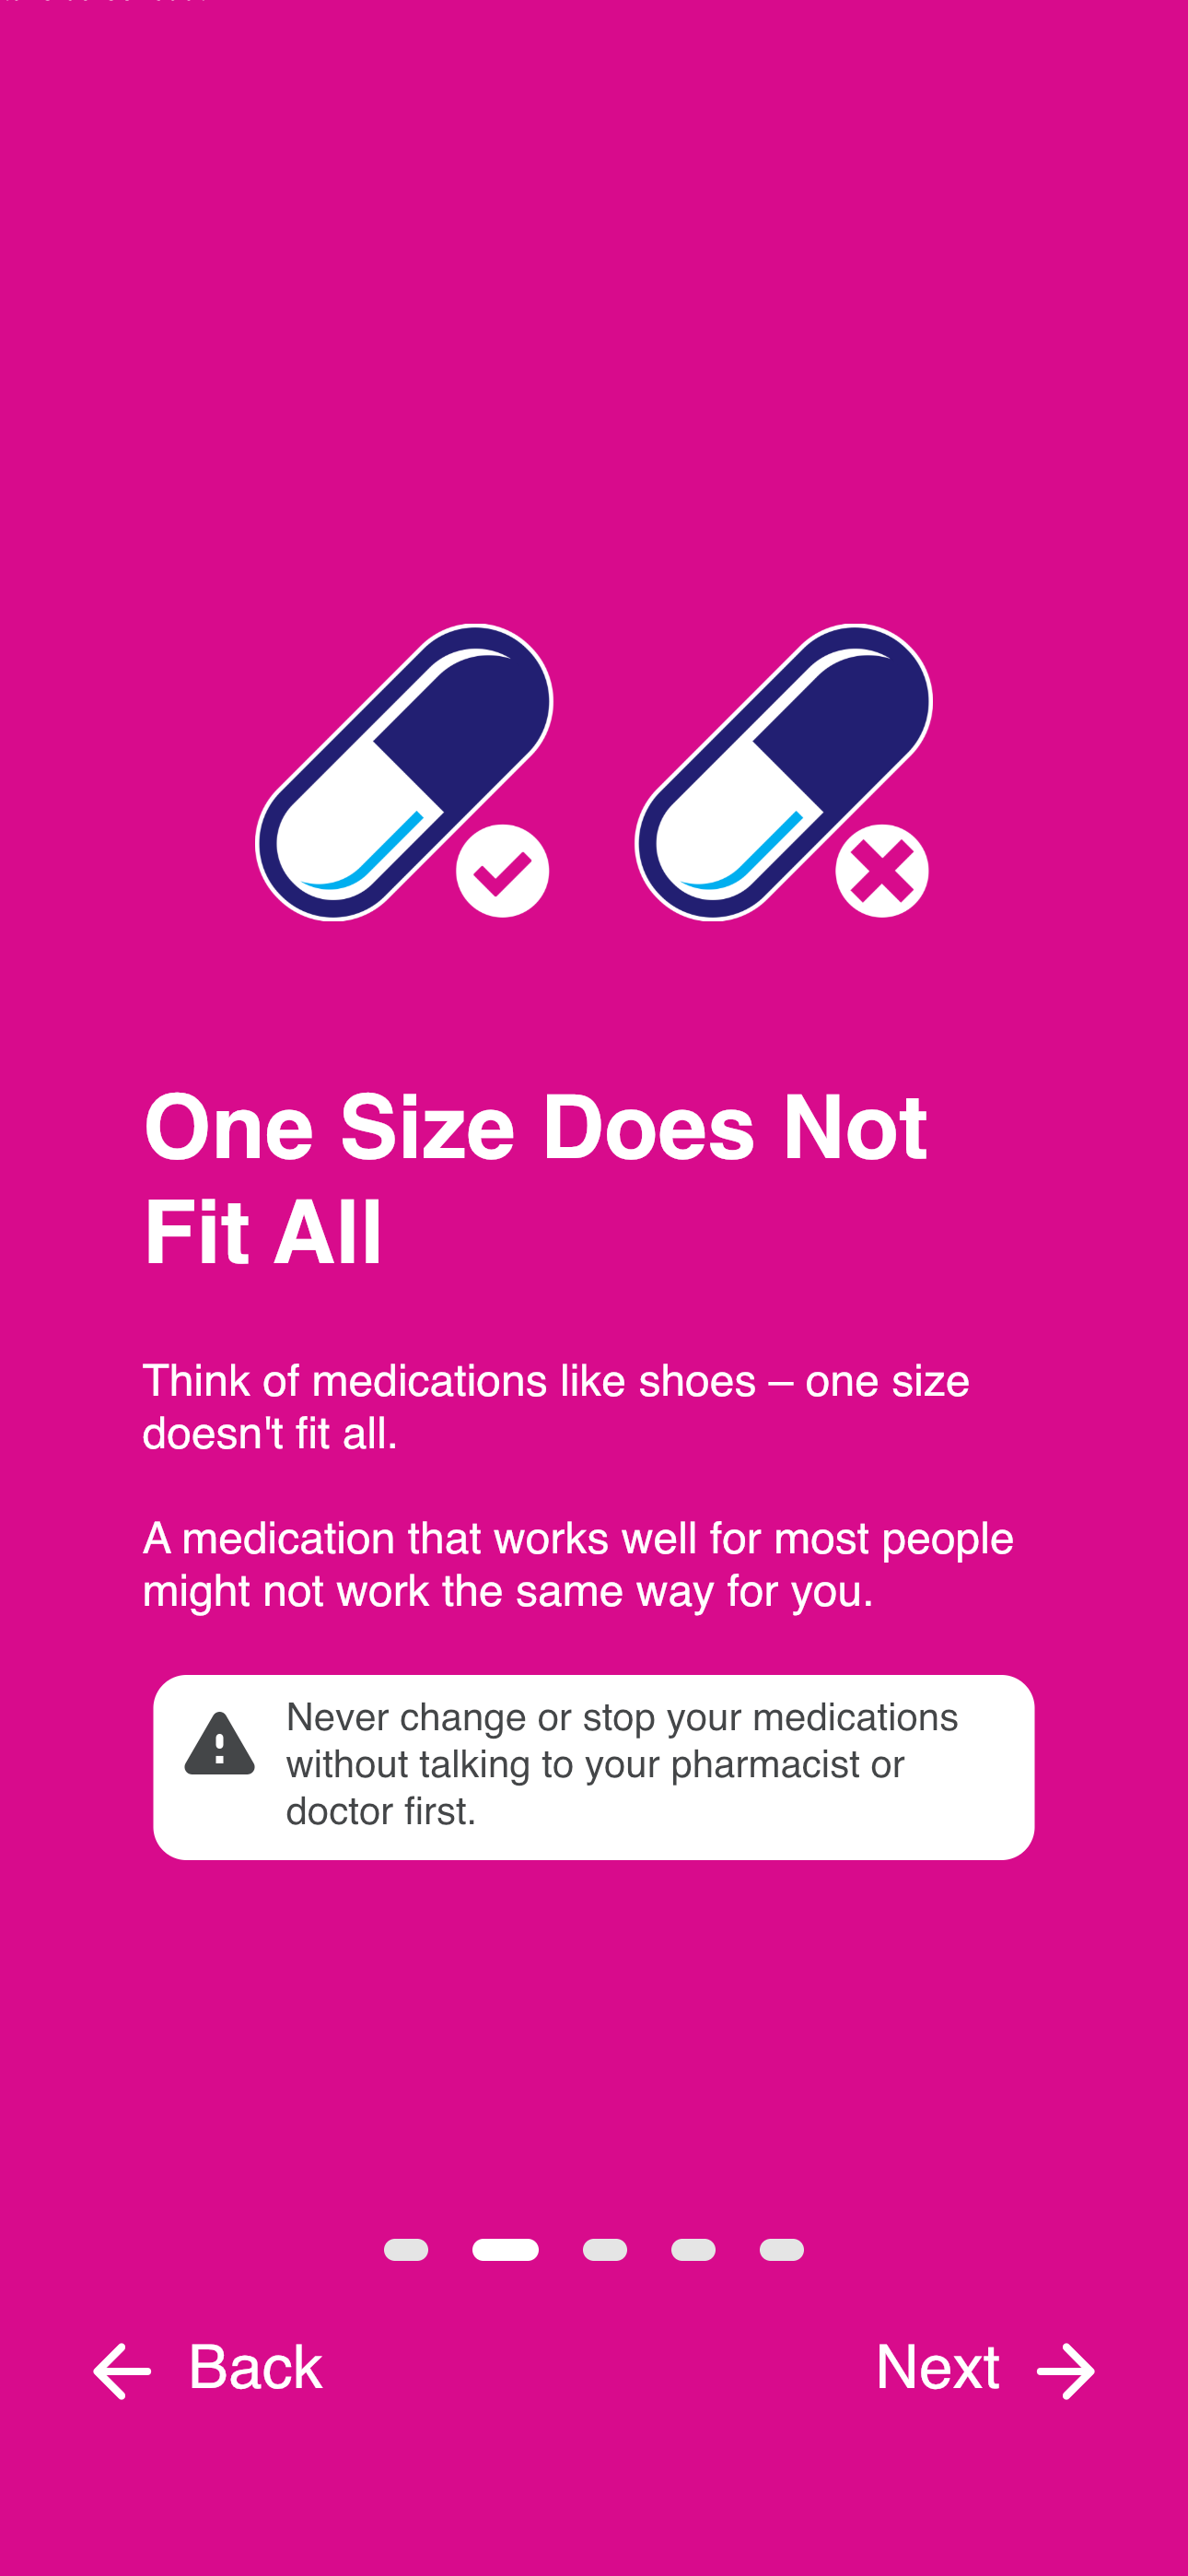 One Size Does Not
Fit All
Think of medications like shoes – one size
doesn't fit all.
A medication that works well for most people
might not work the same way for you.
Never change or stop your medications
without talking to your pharmacist or
doctor first.
Back
Next